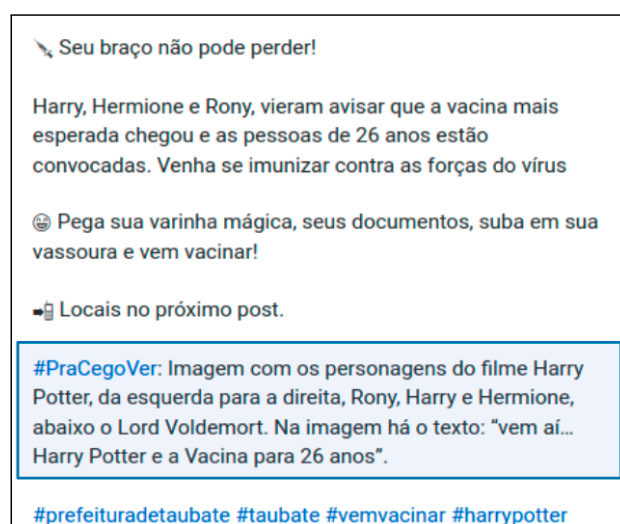 💉 Seu braço não pode perder!
Harry, Hermione e Rony, vieram avisar que a vacina mais
esperada chegou e as pessoas de 26 anos estão
convocadas. Venha se imunizar contra as forças do vírus
😁 Pega sua varinha mágica, seus documentos, suba em sua
vassoura e vem vacinar!
📲 Locais no próximo post.
#PraCegoVer: Imagem com os personagens do filme Harry
Potter, da esquerda para a direita, Rony, Harry e Hermione,
abaixo o Lord Voldemort. Na imagem há o texto: “vem aí...
Harry Potter e a Vacina para 26 anos”.
#prefeituradetaubate #taubate #vemvacinar #harrypotter